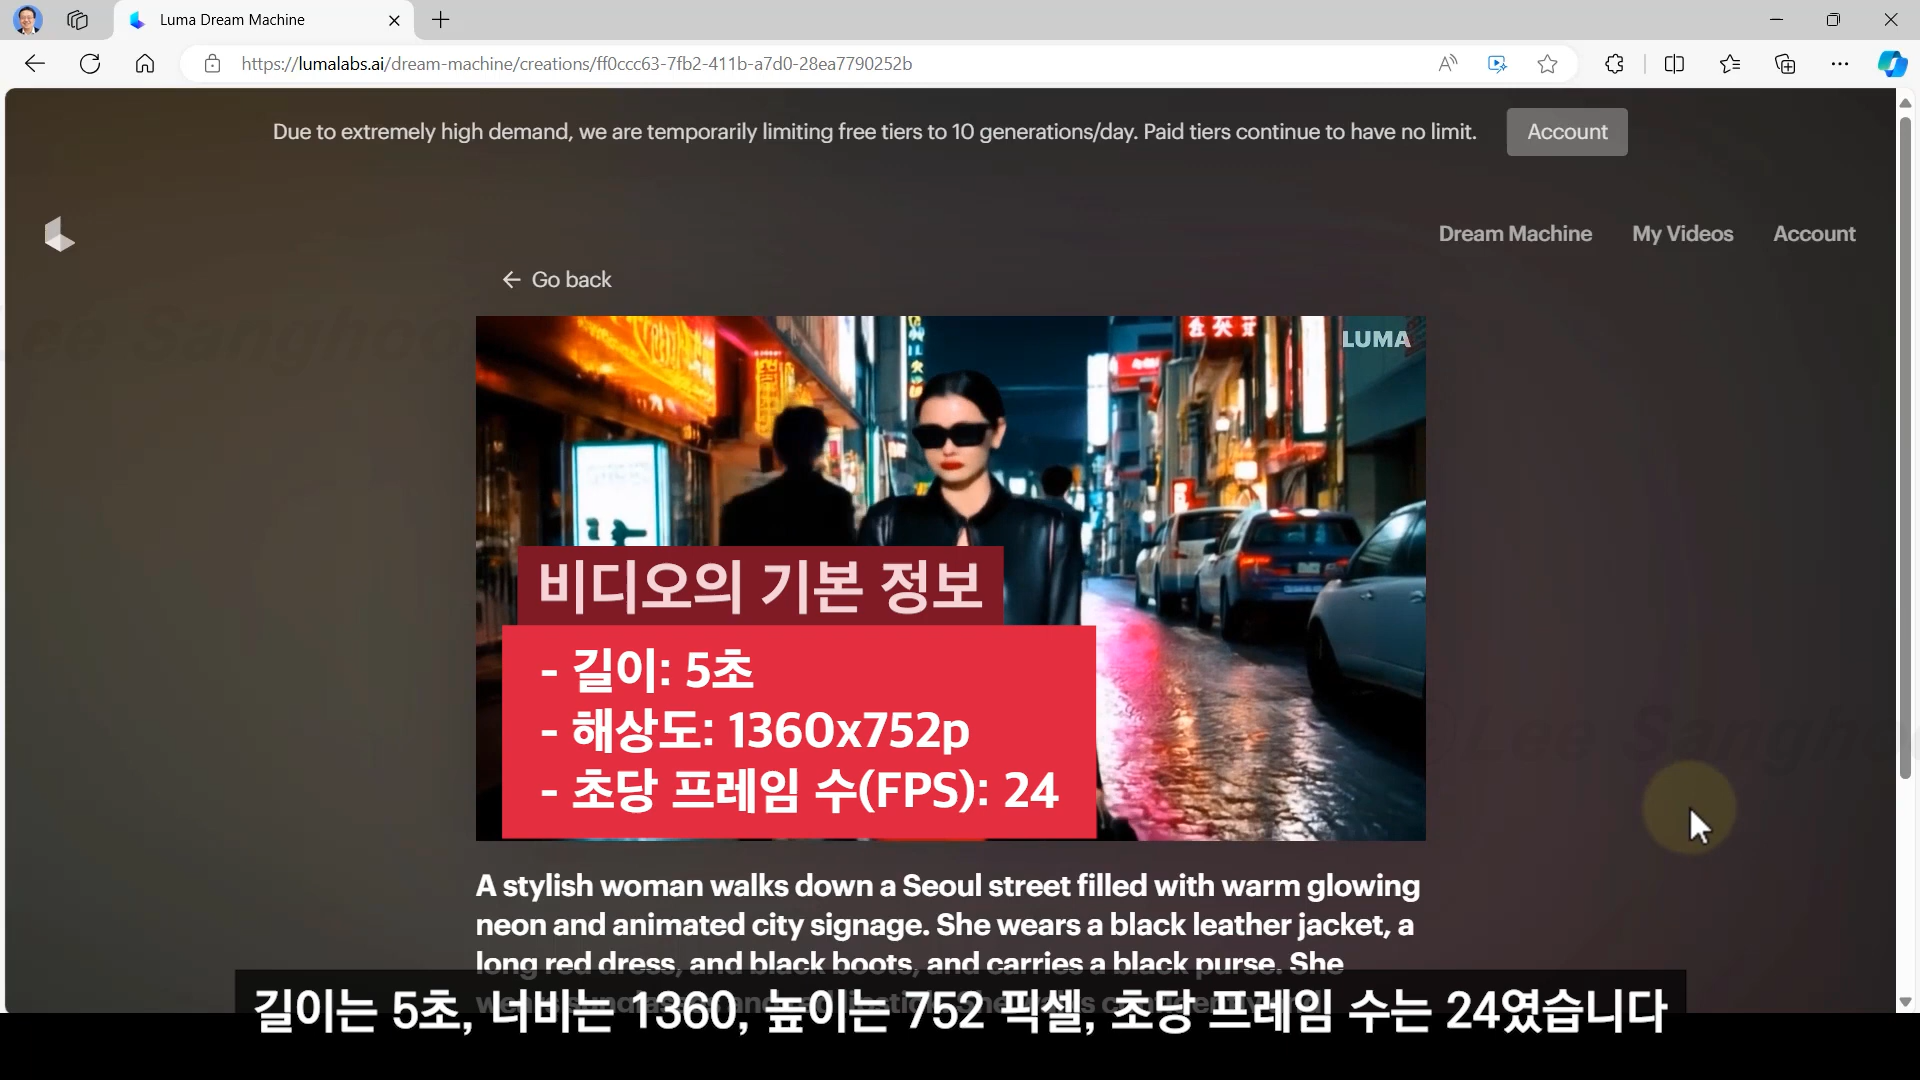 Luma Dream Machine
https://lumalabs.ai/dream-machine/creations/ff0ccc63-7fb2-411b-a7d0-28ea7790252b
Due to extremely high demand, we are temporarily limiting free tiers to 10 generations/day. Paid tiers continue to have no limit.
Account
Dream Machine
My Videos
Account
Go back
LUMA
비디오의 기본 정보
- 길이: 5초
- 해상도: 1360x752p
- 초당 프레임 수(FPS): 24
A stylish woman walks down a Seoul street filled with warm glowing
neon and animated city signage. She wears a black leather jacket, a
long red dress, and black boots, and carries a black purse. She
길이는 5초, 너비는 1360, 높이는 752 픽셀, 초당 프레임 수는 24였습니다